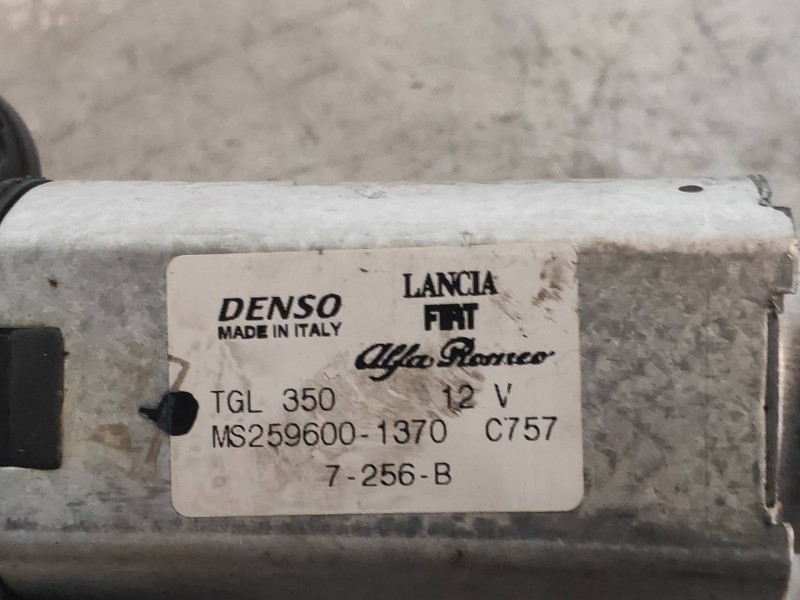 DENSO
MADE IN ITALY
LANCIA
FIAT
Alfa Romeo
TGL 350 12 V
MS259600-1370 C757
7-256-B